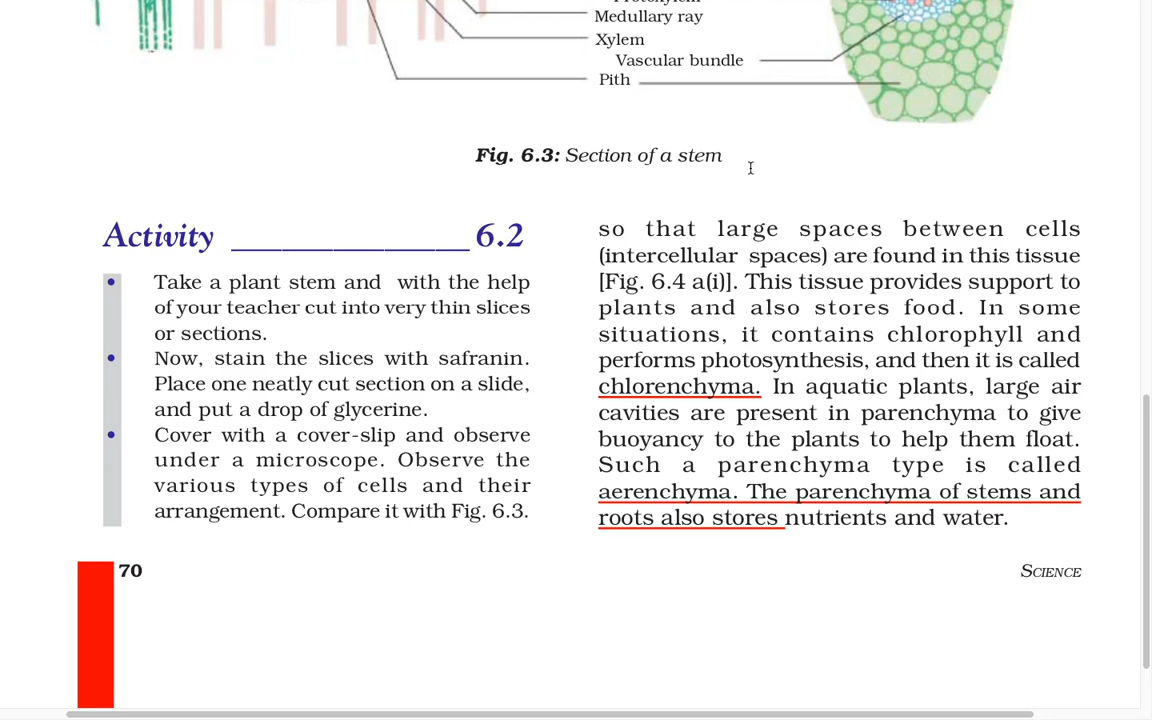 Medullary ray
Xylem
Vascular bundle
Pith
Fig. 6.3: Section of a stem
Activity ______________ 6.2
• Take a plant stem and with the help
of your teacher cut into very thin slices
or sections.
• Now, stain the slices with safranin.
Place one neatly cut section on a slide,
and put a drop of glycerine.
• Cover with a cover-slip and observe
under a microscope. Observe the
various types of cells and their
arrangement. Compare it with Fig. 6.3.
so that large spaces between cells
(intercellular spaces) are found in this tissue
[Fig. 6.4 a(i)]. This tissue provides support to
plants and also stores food. In some
situations, it contains chlorophyll and
performs photosynthesis, and then it is called
chlorenchyma. In aquatic plants, large air
cavities are present in parenchyma to give
buoyancy to the plants to help them float.
Such a parenchyma type is called
aerenchyma. The parenchyma of stems and
roots also stores nutrients and water.
70
SCIENCE